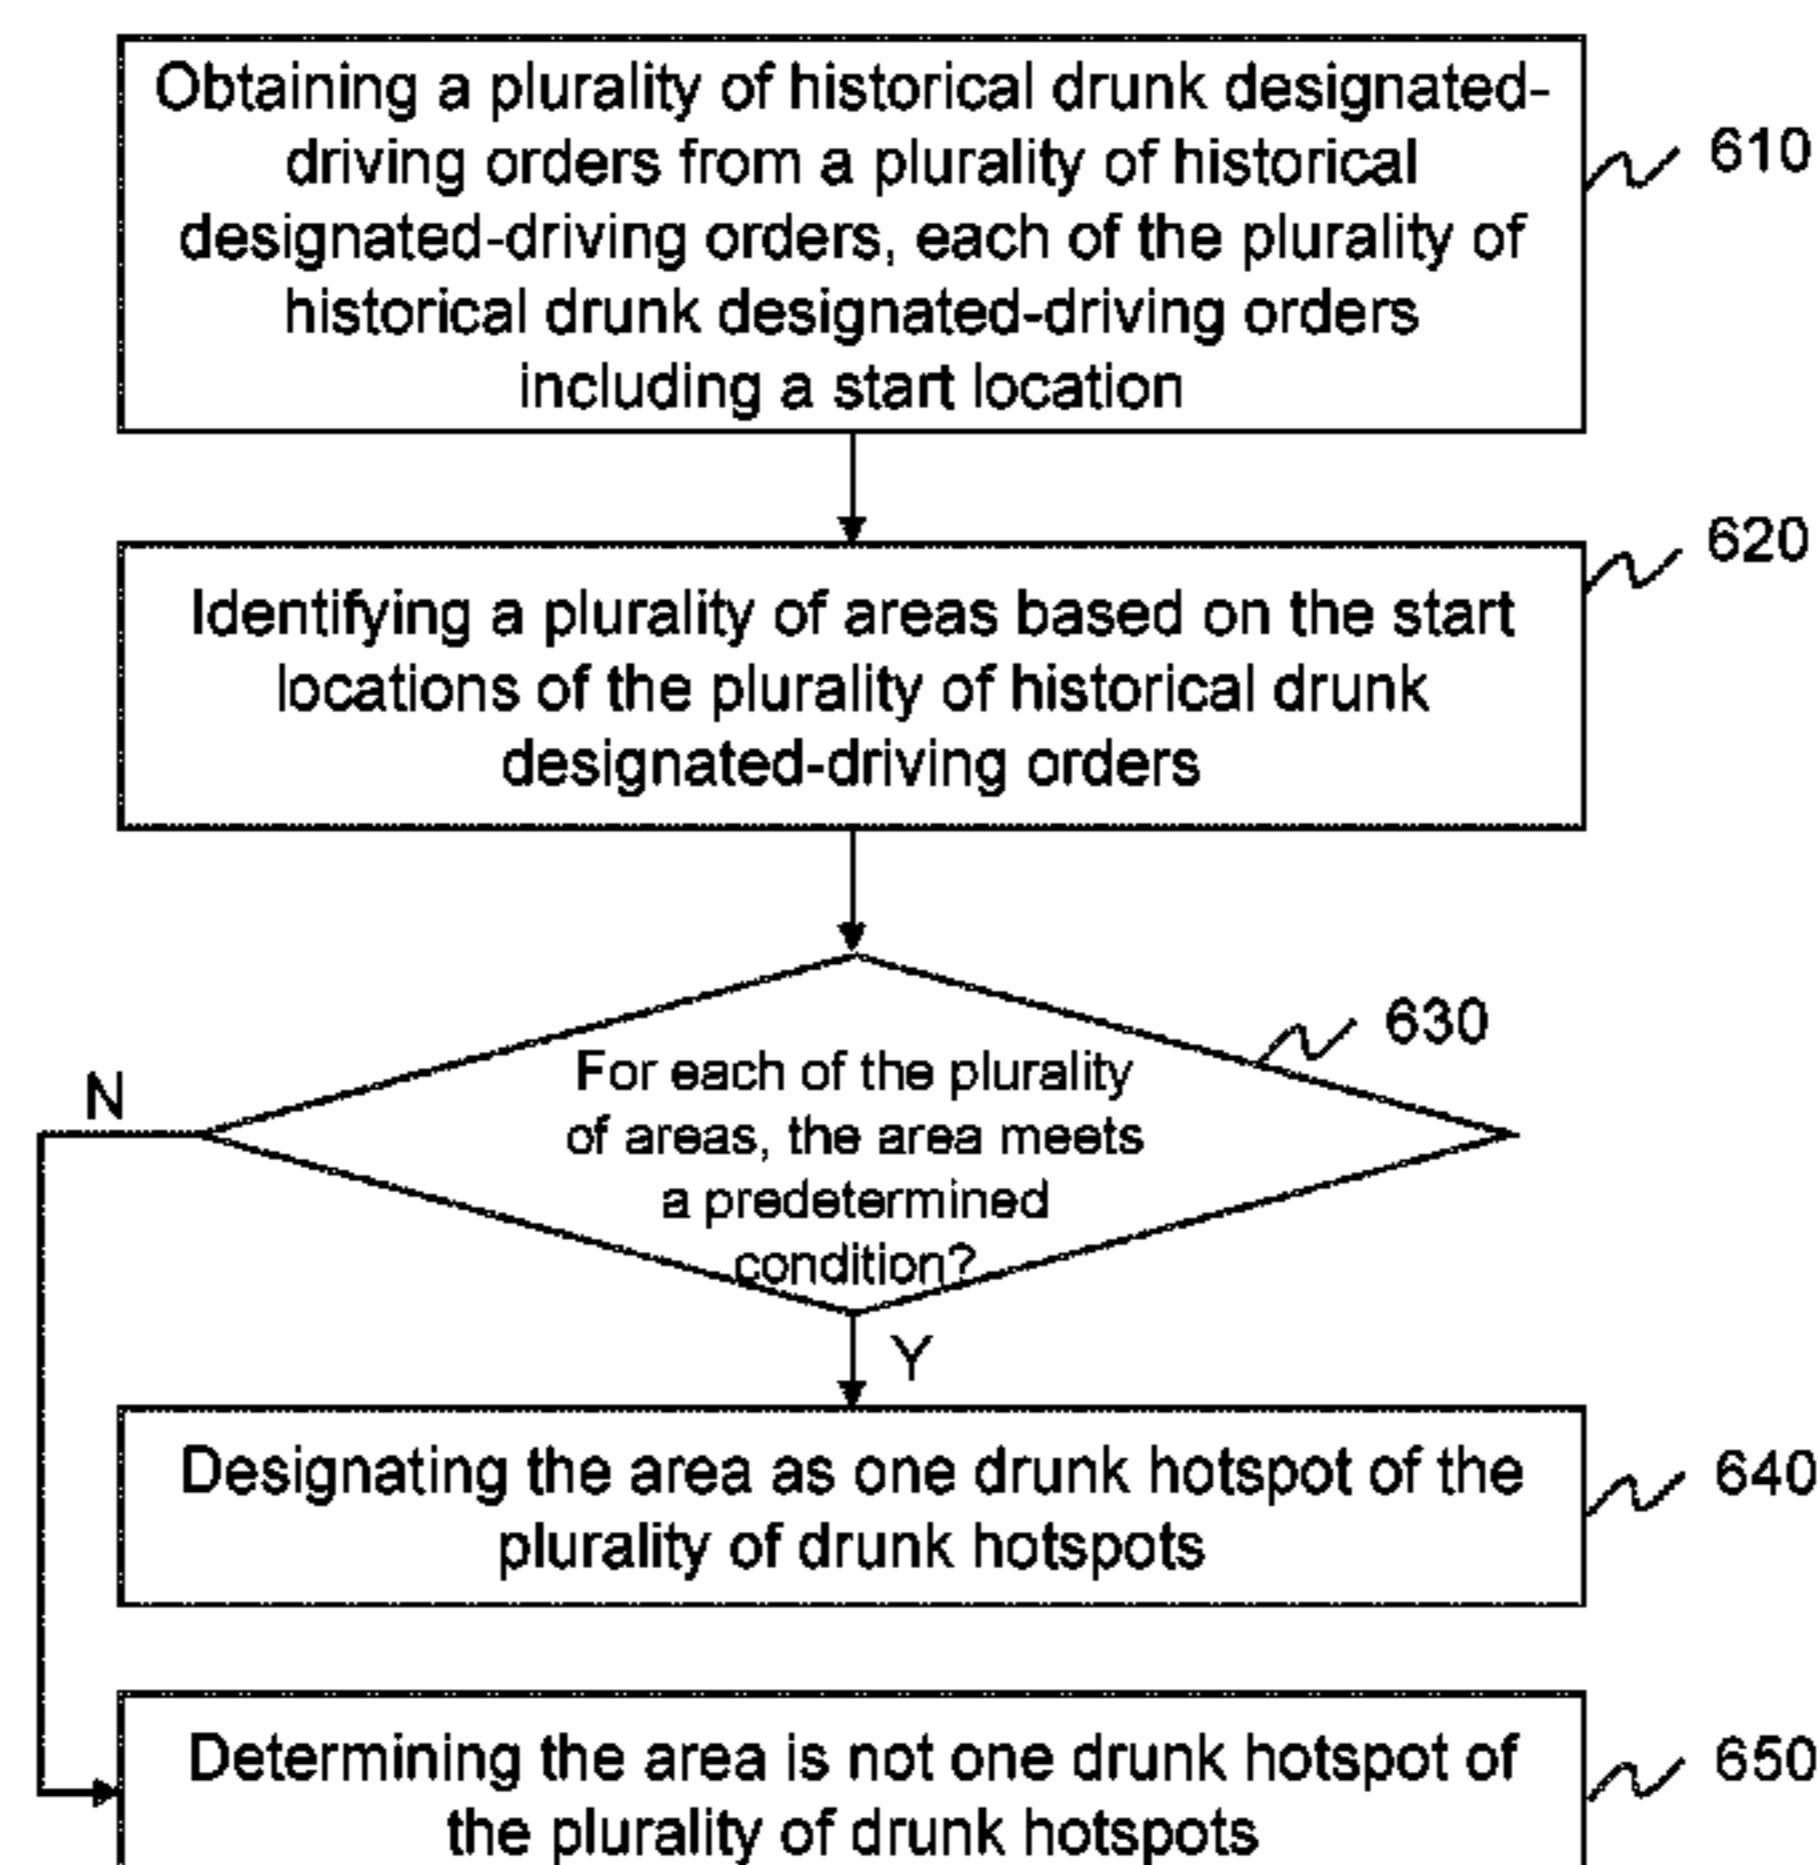 Obtaining a plurality of historical drunk designated-
driving orders from a plurality of historical
designated-driving orders, each of the plurality of
historical drunk designated-driving orders
including a start location
610
620
Identifying a plurality of areas based on the start
locations of the plurality of historical drunk
designated-driving orders
630
For each of the plurality
of areas, the area meets
a predetermined
condition?
N
Y
Designating the area as one drunk hotspot of the
plurality of drunk hotspots
640
Determining the area is not one drunk hotspot of
the plurality of drunk hotspots
650